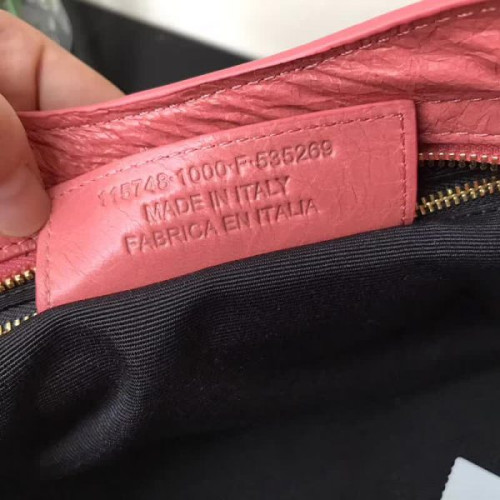 115748·1000·F·535269
MADE IN ITALY
FABRICA EN ITALIA